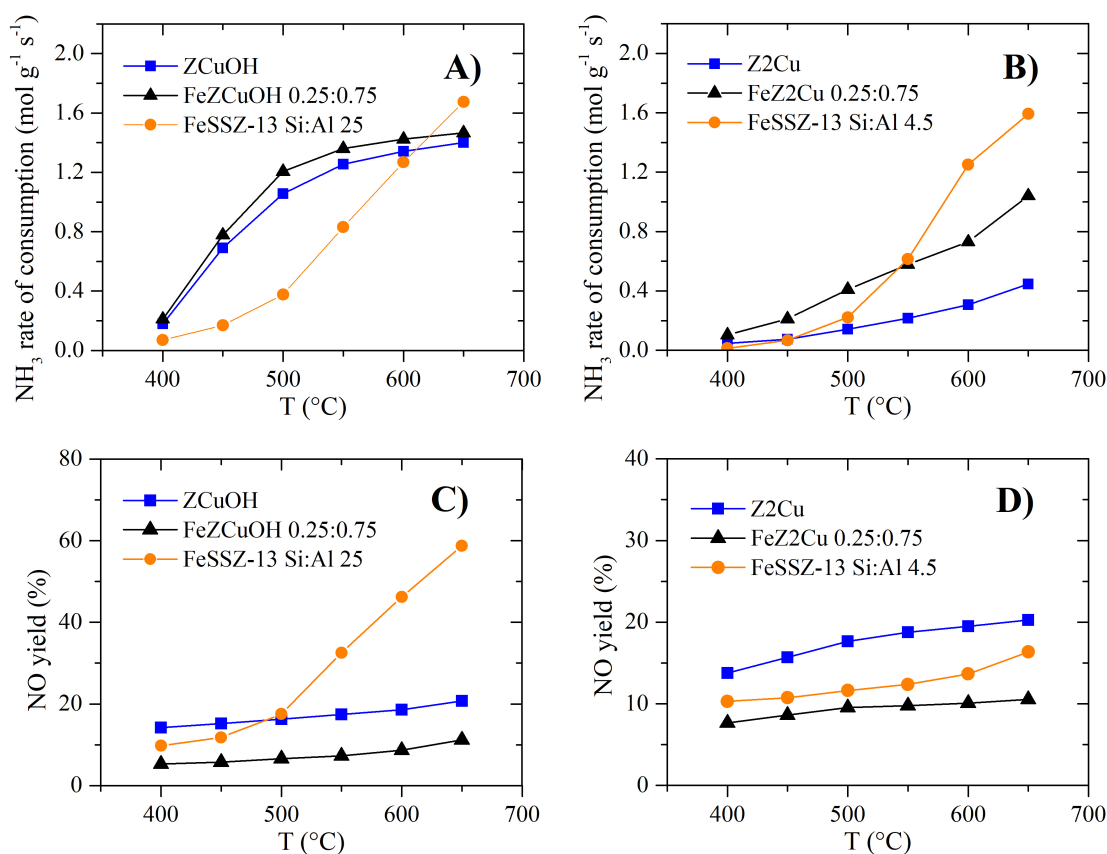 A)
ZCuOH
FeZCuOH 0.25:0.75
FeSSZ-13 Si:Al 25
NH₃ rate of consumption (mol g⁻¹ s⁻¹)
2.0
1.6
1.2
0.8
0.4
0.0
400
500
600
700
T (°C)
B)
Z2Cu
FeZ2Cu 0.25:0.75
FeSSZ-13 Si:Al 4.5
NH₃ rate of consumption (mol g⁻¹ s⁻¹)
2.0
1.6
1.2
0.8
0.4
0.0
400
500
600
700
T (°C)
C)
ZCuOH
FeZCuOH 0.25:0.75
FeSSZ-13 Si:Al 25
NO yield (%)
80
60
40
20
0
400
500
600
700
T (°C)
D)
Z2Cu
FeZ2Cu 0.25:0.75
FeSSZ-13 Si:Al 4.5
NO yield (%)
40
30
20
10
0
400
500
600
700
T (°C)